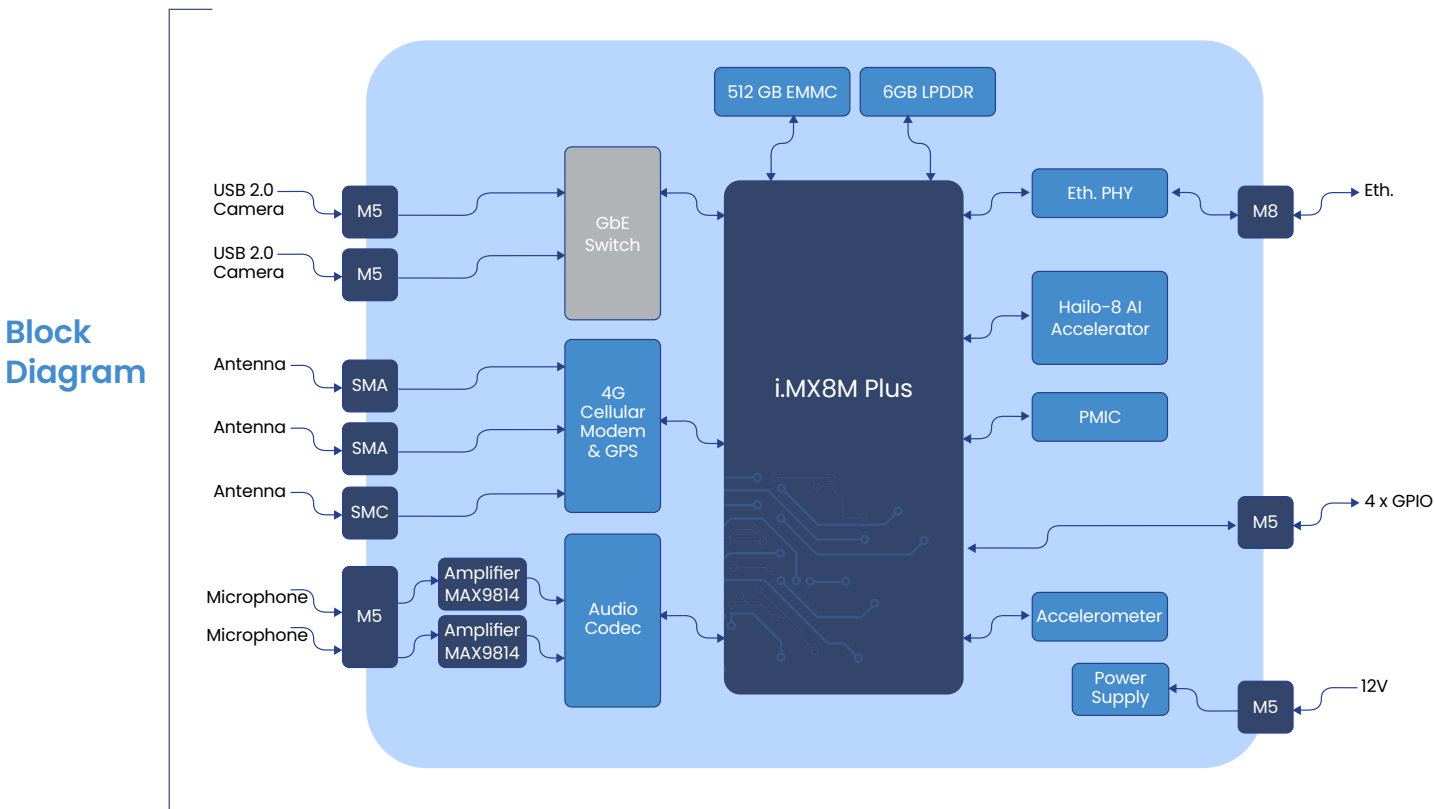 Block
Diagram
512 GB EMMC
6GB LPDDR
USB 2.0
Camera
M5
USB 2.0
Camera
M5
GbE
Switch
Antenna
SMA
Antenna
SMA
Antenna
SMC
4G
Cellular
Modem
& GPS
Microphone
Microphone
M5
Amplifier
MAX9814
Amplifier
MAX9814
Audio
Codec
i.MX8M Plus
Eth. PHY
M8
Eth.
Hailo-8 AI
Accelerator
PMIC
M5
4 x GPIO
Accelerometer
Power
Supply
M5
12V